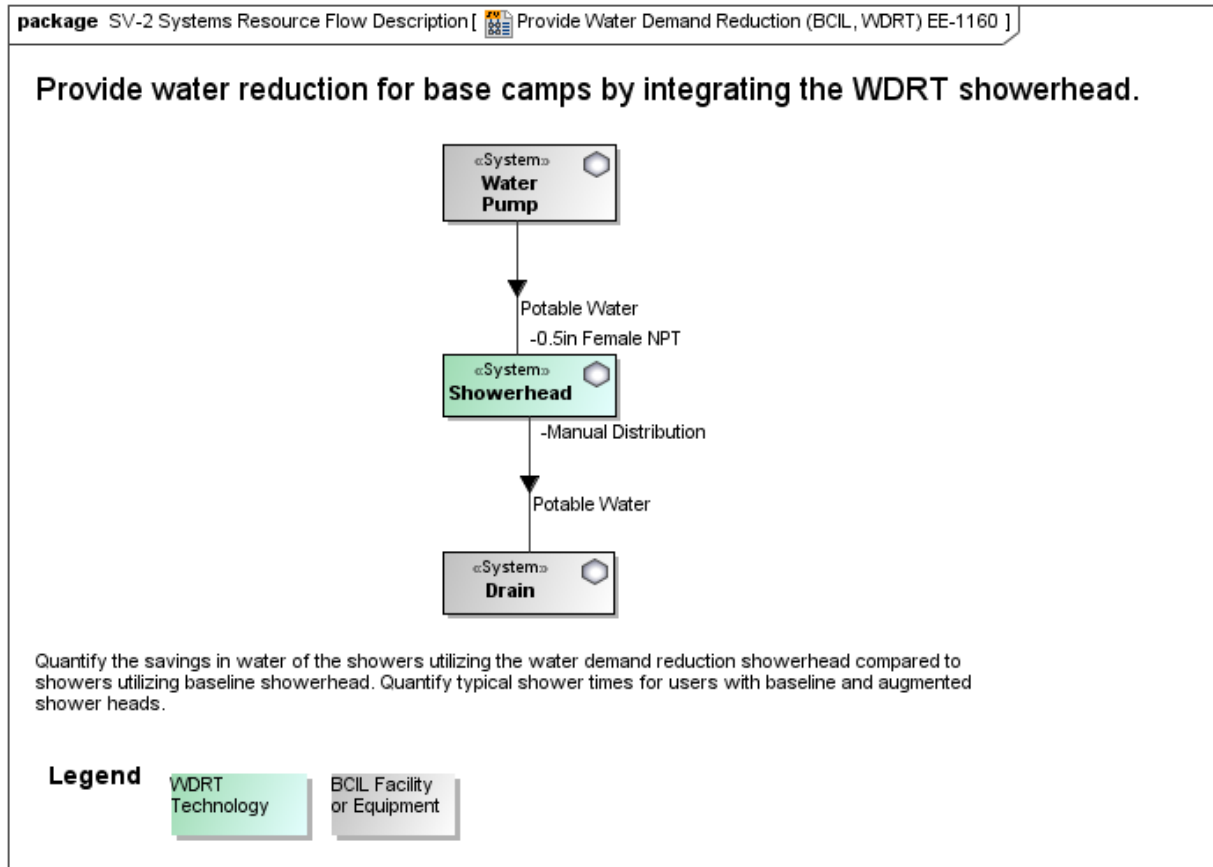 package SV-2 Systems Resource Flow Description [ Provide Water Demand Reduction (BCIL, WDRT) EE-1160 ]
Provide water reduction for base camps by integrating the WDRT showerhead.
«System»
Water
Pump
Potable Water
-0.5in Female NPT
«System»
Showerhead
-Manual Distribution
Potable Water
«System»
Drain
Quantify the savings in water of the showers utilizing the water demand reduction showerhead compared to
showers utilizing baseline showerhead. Quantify typical shower times for users with baseline and augmented
shower heads.
Legend
WDRT
Technology
BCIL Facility
or Equipment